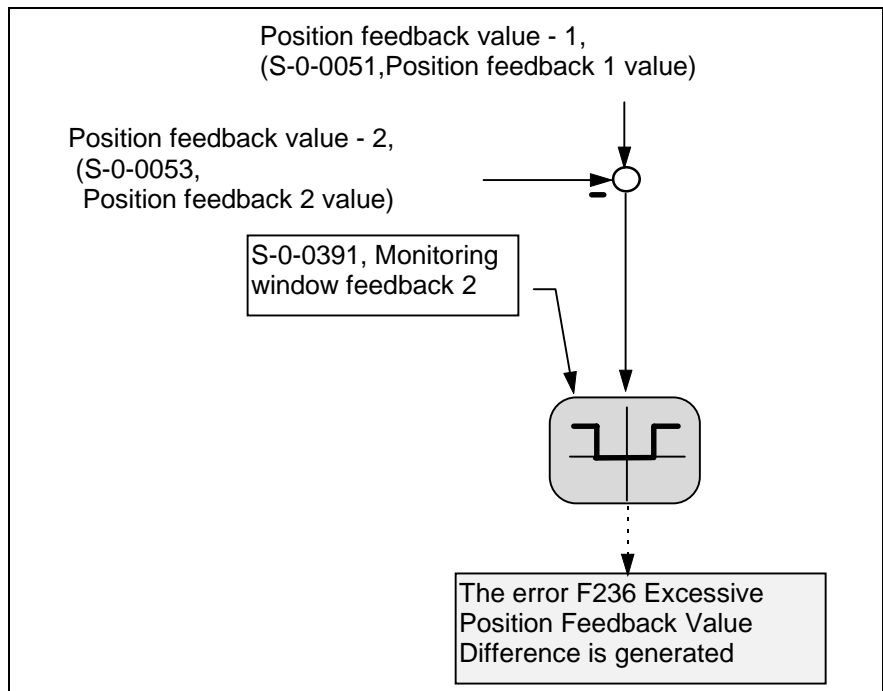 Position feedback value - 1,
(S-0-0051,Position feedback 1 value)
Position feedback value - 2,
(S-0-0053,
Position feedback 2 value)
S-0-0391, Monitoring
window feedback 2
The error F236 Excessive
Position Feedback Value
Difference is generated